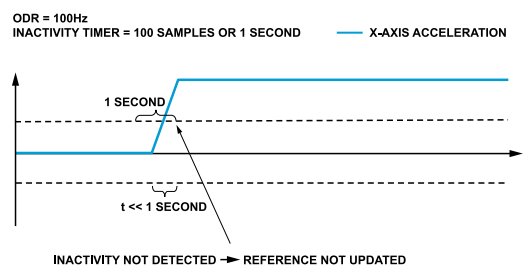 ODR = 100Hz
INACTIVITY TIMER = 100 SAMPLES OR 1 SECOND
X-AXIS ACCELERATION
1 SECOND
t << 1 SECOND
INACTIVITY NOT DETECTED → REFERENCE NOT UPDATED